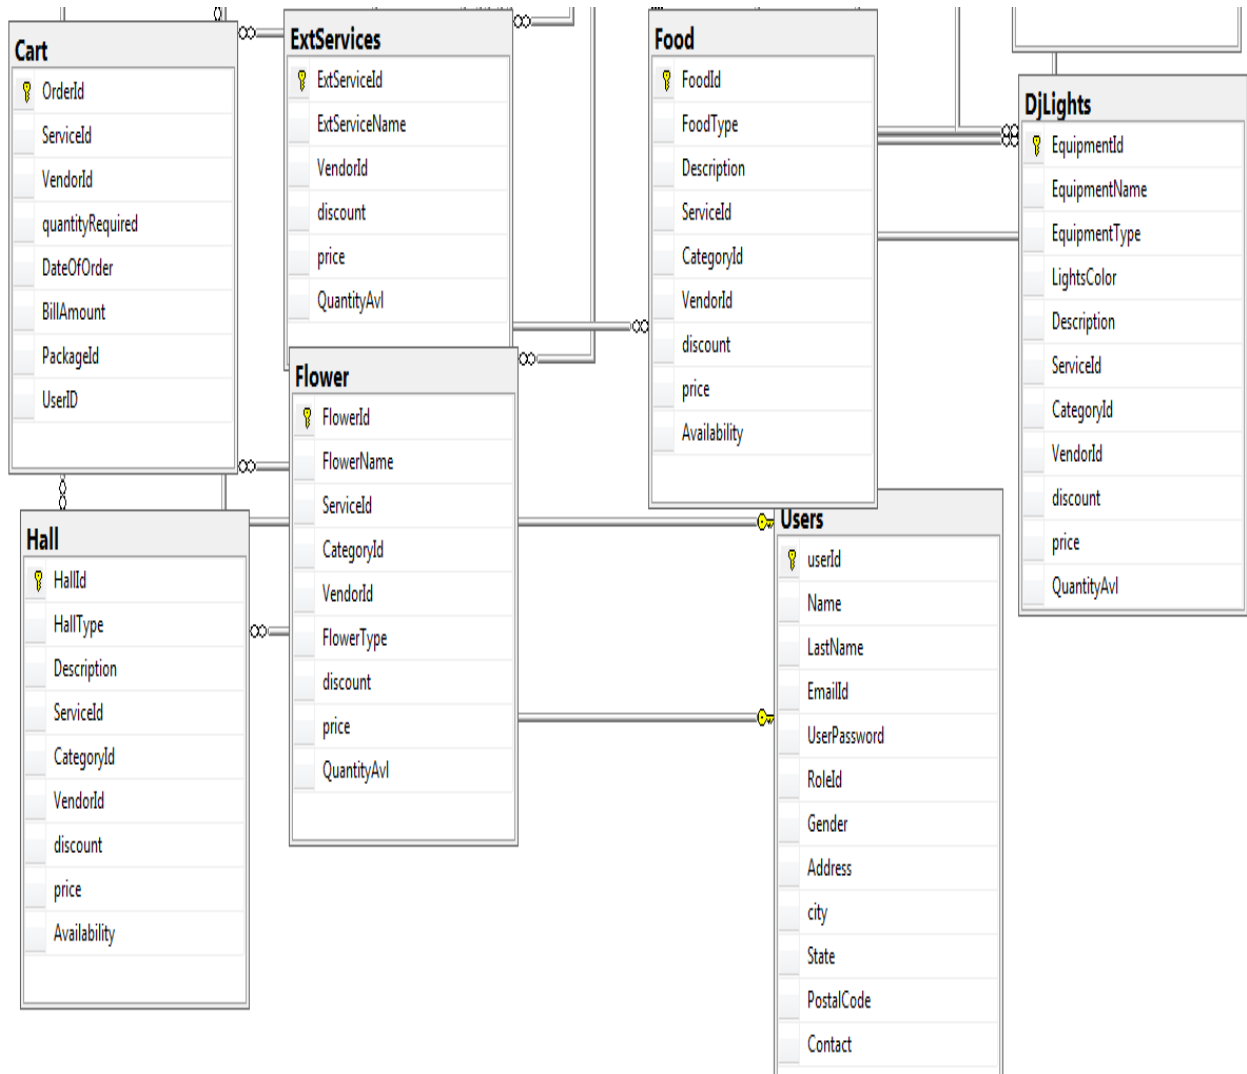 Cart
OrderId
ServiceId
VendorId
quantityRequired
DateOfOrder
BillAmount
PackageId
UserID
ExtServices
ExtServiceId
ExtServiceName
VendorId
discount
price
QuantityAvl
Food
FoodId
FoodType
Description
ServiceId
CategoryId
VendorId
discount
price
Availability
DjLights
EquipmentId
EquipmentName
EquipmentType
LightsColor
Description
ServiceId
CategoryId
VendorId
discount
price
QuantityAvl
Flower
FlowerId
FlowerName
ServiceId
CategoryId
VendorId
FlowerType
discount
price
QuantityAvl
Hall
HallId
HallType
Description
ServiceId
CategoryId
VendorId
discount
price
Availability
Users
userId
Name
LastName
EmailId
UserPassword
RoleId
Gender
Address
city
State
PostalCode
Contact